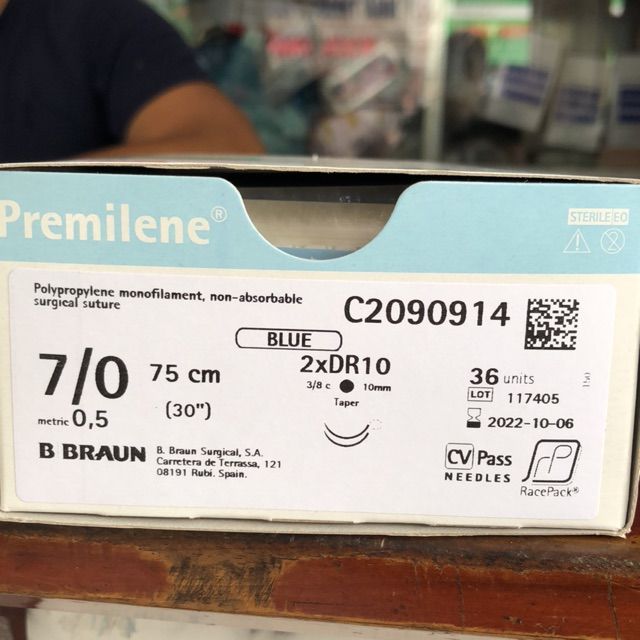 Premilene®
STERILE EO
Polypropylene monofilament, non-absorbable
surgical suture
C2090914
BLUE
7/0
75 cm
(30")
metric 0,5
2xDR10
3/8 c
10mm
Taper
36 units
LOT 117405
2022-10-06
B BRAUN
B. Braun Surgical, S.A.
Carretera de Terrassa, 121
08191 Rubí. Spain.
CV Pass
NEEDLES
RacePack®